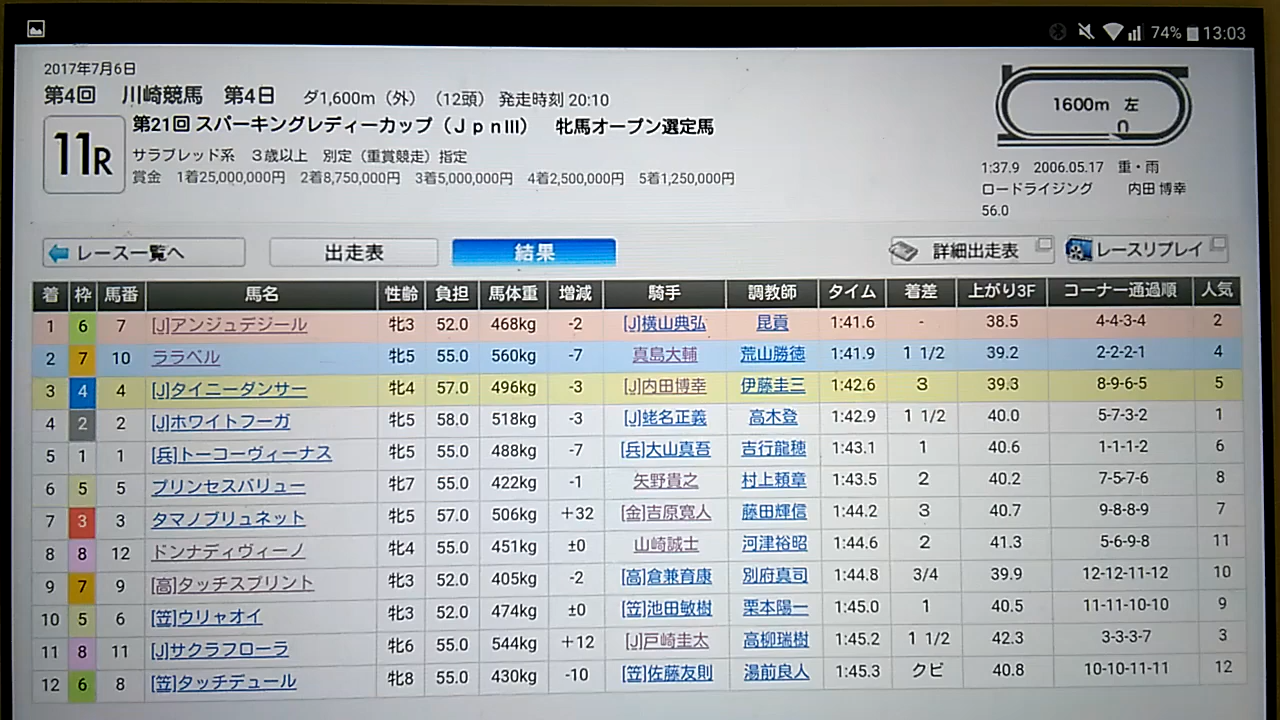 74% 13:03
2017年7月6日
第4回 川崎競馬 第4日 ダ1,600m（外）（12頭） 発走時刻 20:10
11R
第21回 スパーキングレディーカップ（ＪｐｎⅢ） 牝馬オープン選定馬
サラブレッド系 3歳以上 別定（重賞競走）指定
賞金 1着25,000,000円 2着8,750,000円 3着5,000,000円 4着2,500,000円 5着1,250,000円
1600m 左
1:37.9 2006.05.17 重・雨
ロードライジング 内田 博幸
56.0
レース一覧へ 出走表 結果 詳細出走表 レースリプレイ
着 枠 馬番 馬名 性齢 負担 馬体重 増減 騎手 調教師 タイム 着差 上がり3F コーナー通過順 人気
1 6 7 [J]アンジュデジール 牝3 52.0 468kg -2 [J]横山典弘 昆貢 1:41.6 - 38.5 4-4-3-4 2
2 7 10 ララベル 牝5 55.0 560kg -7 真島大輔 荒山勝徳 1:41.9 1 1/2 39.2 2-2-2-1 4
3 4 4 [J]タイニーダンサー 牝4 57.0 496kg -3 [J]内田博幸 伊藤圭三 1:42.6 3 39.3 8-9-6-5 5
4 2 2 [J]ホワイトフーガ 牝5 58.0 518kg -3 [J]蛯名正義 高木登 1:42.9 1 1/2 40.0 5-7-3-2 1
5 1 1 [兵]トーコーヴィーナス 牝5 55.0 488kg -7 [兵]大山真吾 吉行龍穂 1:43.1 1 40.6 1-1-1-2 6
6 5 5 プリンセスバリュー 牝7 55.0 422kg -1 矢野貴之 村上頼章 1:43.5 2 40.2 7-5-7-6 8
7 3 3 タマノブリュネット 牝5 57.0 506kg +32 [金]吉原寛人 藤田輝信 1:44.2 3 40.7 9-8-8-9 7
8 8 12 ドンナディヴィーノ 牝4 55.0 451kg ±0 山崎誠士 河津裕昭 1:44.6 2 41.3 5-6-9-8 11
9 7 9 [高]タッチスプリント 牝3 52.0 405kg -2 [高]倉兼育康 別府真司 1:44.8 3/4 39.9 12-12-11-12 10
10 5 6 [笠]ウリャオイ 牝3 52.0 474kg ±0 [笠]池田敏樹 栗本陽一 1:45.0 1 40.5 11-11-10-10 9
11 8 11 [J]サクラフローラ 牝6 55.0 544kg +12 [J]戸崎圭太 高柳瑞樹 1:45.2 1 1/2 42.3 3-3-3-7 3
12 6 8 [笠]タッチデュール 牝8 55.0 430kg -10 [笠]佐藤友則 湯前良人 1:45.3 クビ 40.8 10-10-11-11 12